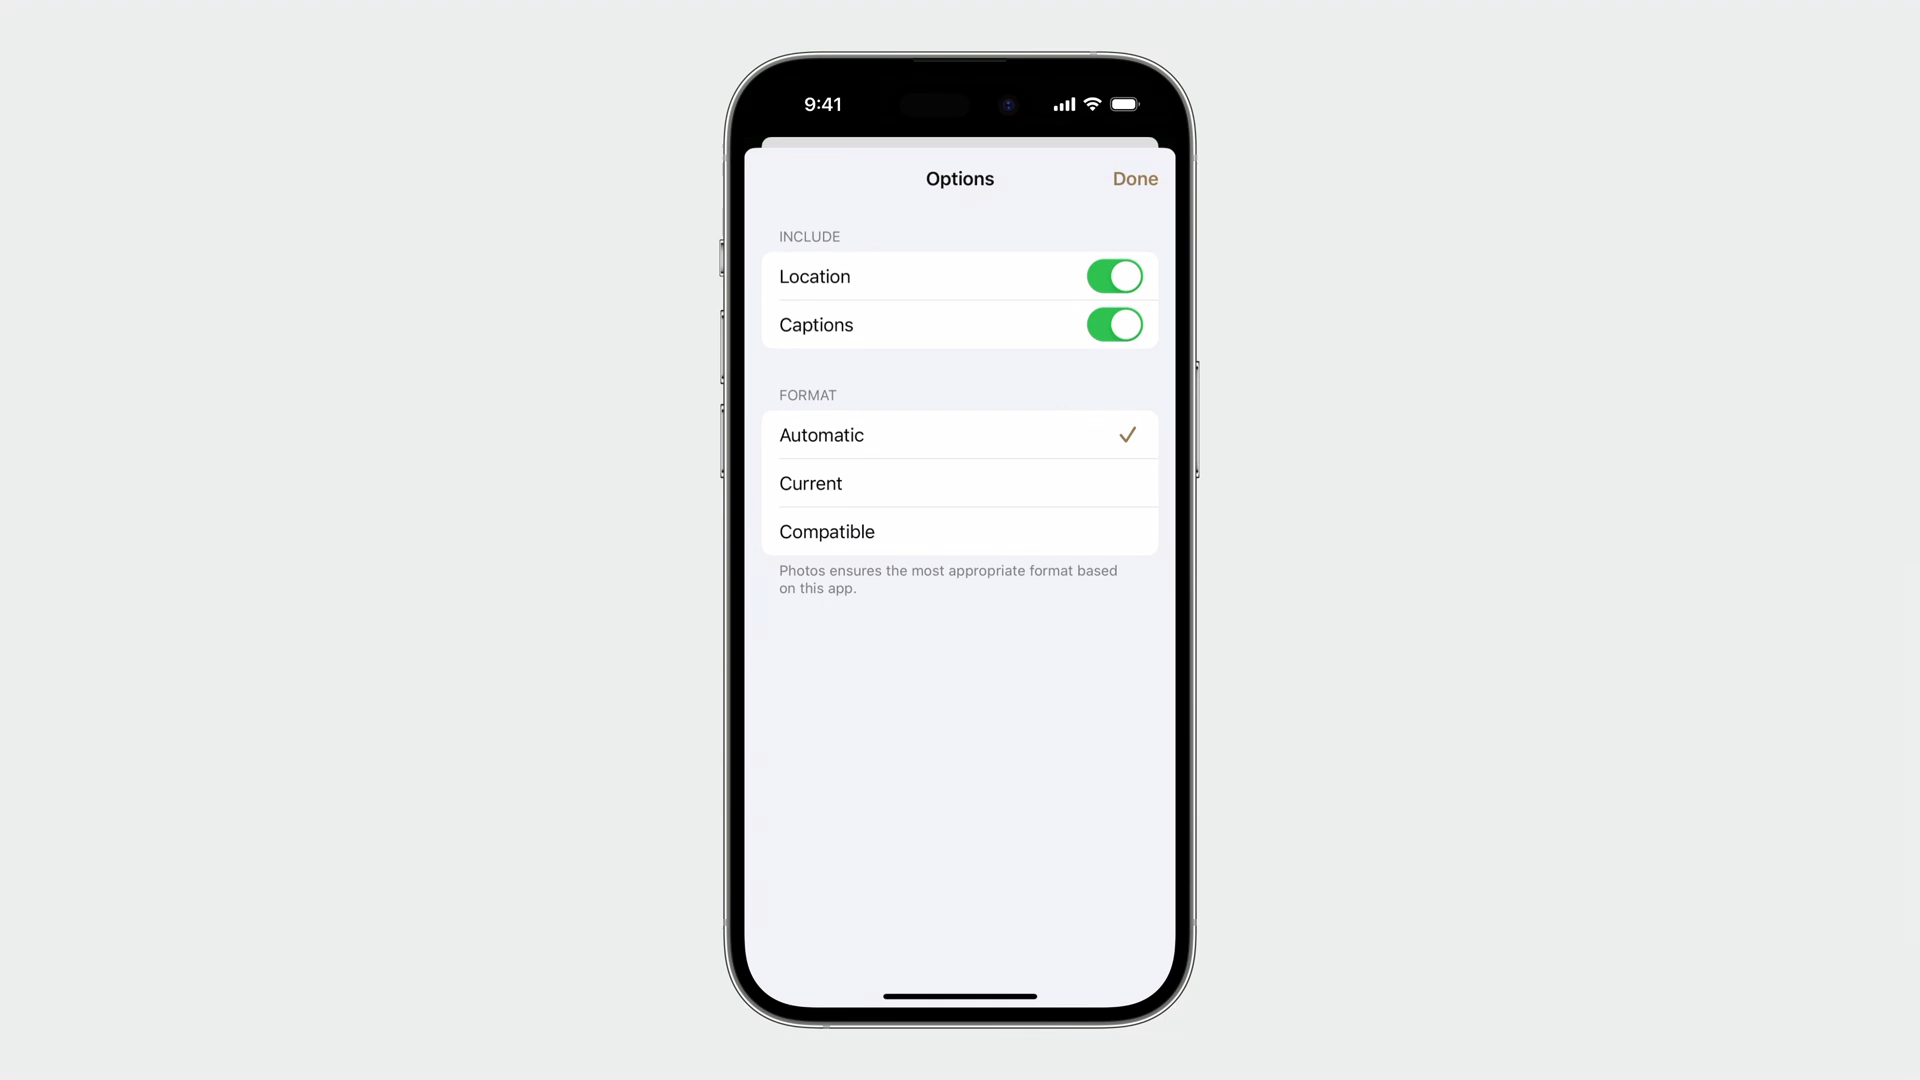 9:41
Options
Done
INCLUDE
Location
Captions
FORMAT
Automatic
Current
Compatible
Photos ensures the most appropriate format based
on this app.